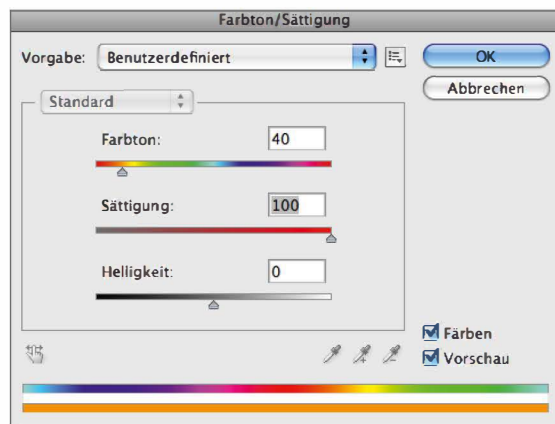 Farbton/Sättigung
Vorgabe: Benutzerdefiniert
OK
Abbrechen
Standard
Farbton: 40
Sättigung: 100
Helligkeit: 0
Färben
Vorschau